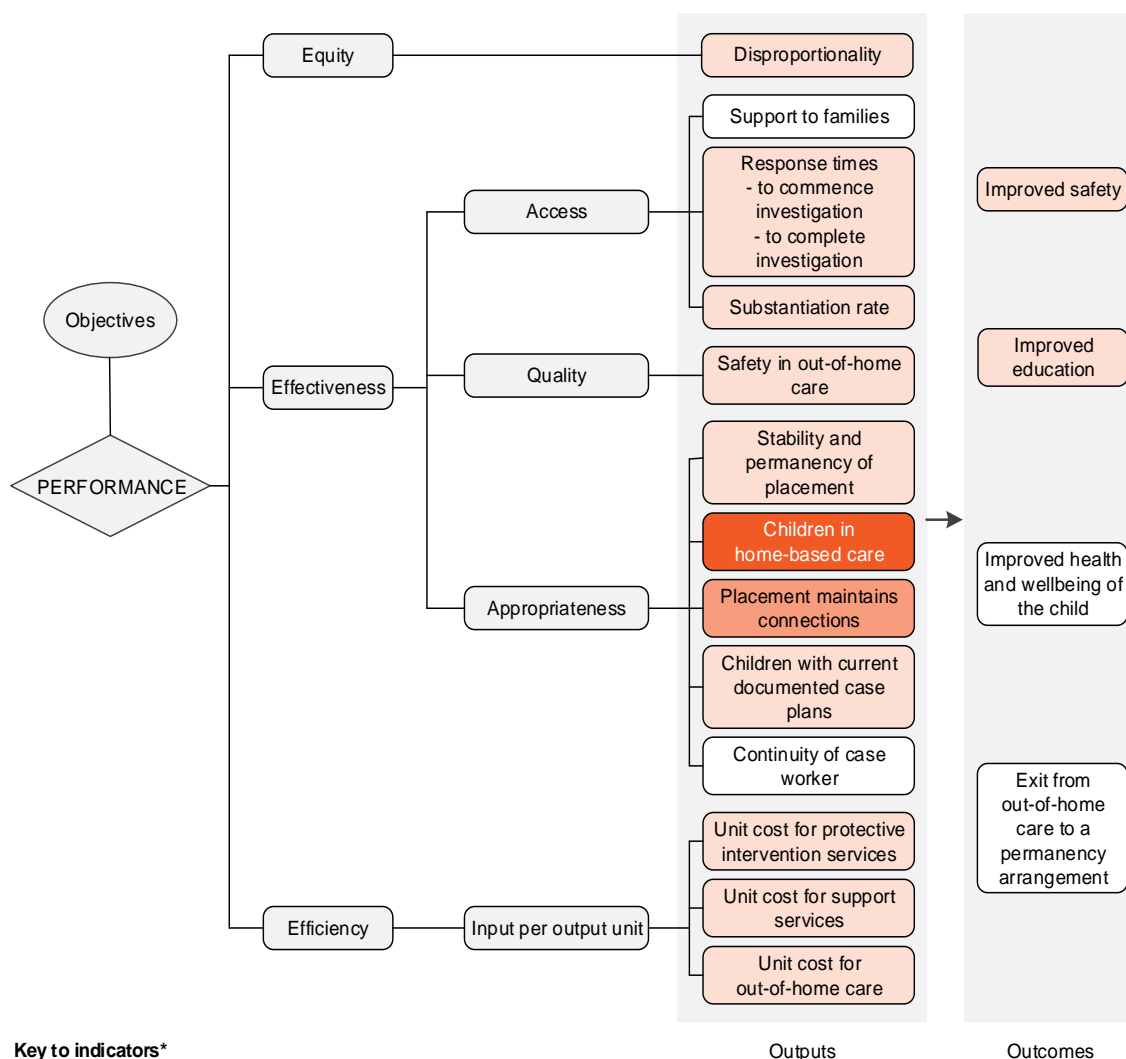 Equity
Disproportionality
Support to families
Response times
- to commence
investigation
- to complete
investigation
Access
Improved safety
Substantiation rate
Objectives
Effectiveness
Quality
Safety in out-of-home
care
Improved
education
Stability and
permanency of
placement
PERFORMANCE
Children in
home-based care
Appropriateness
Placement maintains
connections
Improved health
and wellbeing of
the child
Children with current
documented case
plans
Continuity of case
worker
Exit from
out-of-home
care to a
permanency
arrangement
Unit cost for protective
intervention services
Efficiency
Input per output unit
Unit cost for support
services
Unit cost for
out-of-home care
Key to indicators*
Outputs
Outcomes